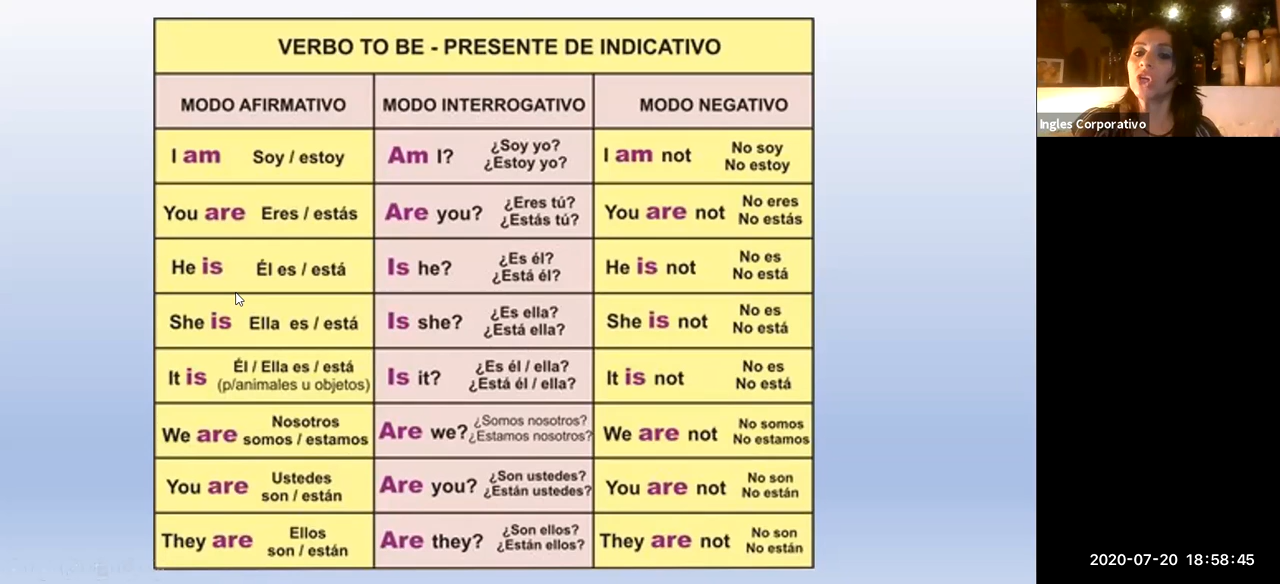 VERBO TO BE - PRESENTE DE INDICATIVO
MODO AFIRMATIVO
MODO INTERROGATIVO
MODO NEGATIVO
I am
Soy / estoy
Am I?
¿Soy yo?
¿Estoy yo?
I am not
No soy
No estoy
You are
Eres / estás
Are you?
¿Eres tú?
¿Estás tú?
You are not
No eres
No estás
He is
Él es / está
Is he?
¿Es él?
¿Está él?
He is not
No es
No está
She is
Ella es / está
Is she?
¿Es ella?
¿Está ella?
She is not
No es
No está
It is
Él / Ella es / está
(p/animales u objetos)
Is it?
¿Es él / ella?
¿Está él / ella?
It is not
No es
No está
We are
Nosotros
somos / estamos
Are we?
¿Somos nosotros?
¿Estamos nosotros?
We are not
No somos
No estamos
You are
Ustedes
son / están
Are you?
¿Son ustedes?
¿Están ustedes?
You are not
No son
No están
They are
Ellos
son / están
Are they?
¿Son ellos?
¿Están ellos?
They are not
No son
No están
Ingles Corporativo
2020-07-20 18:58:45